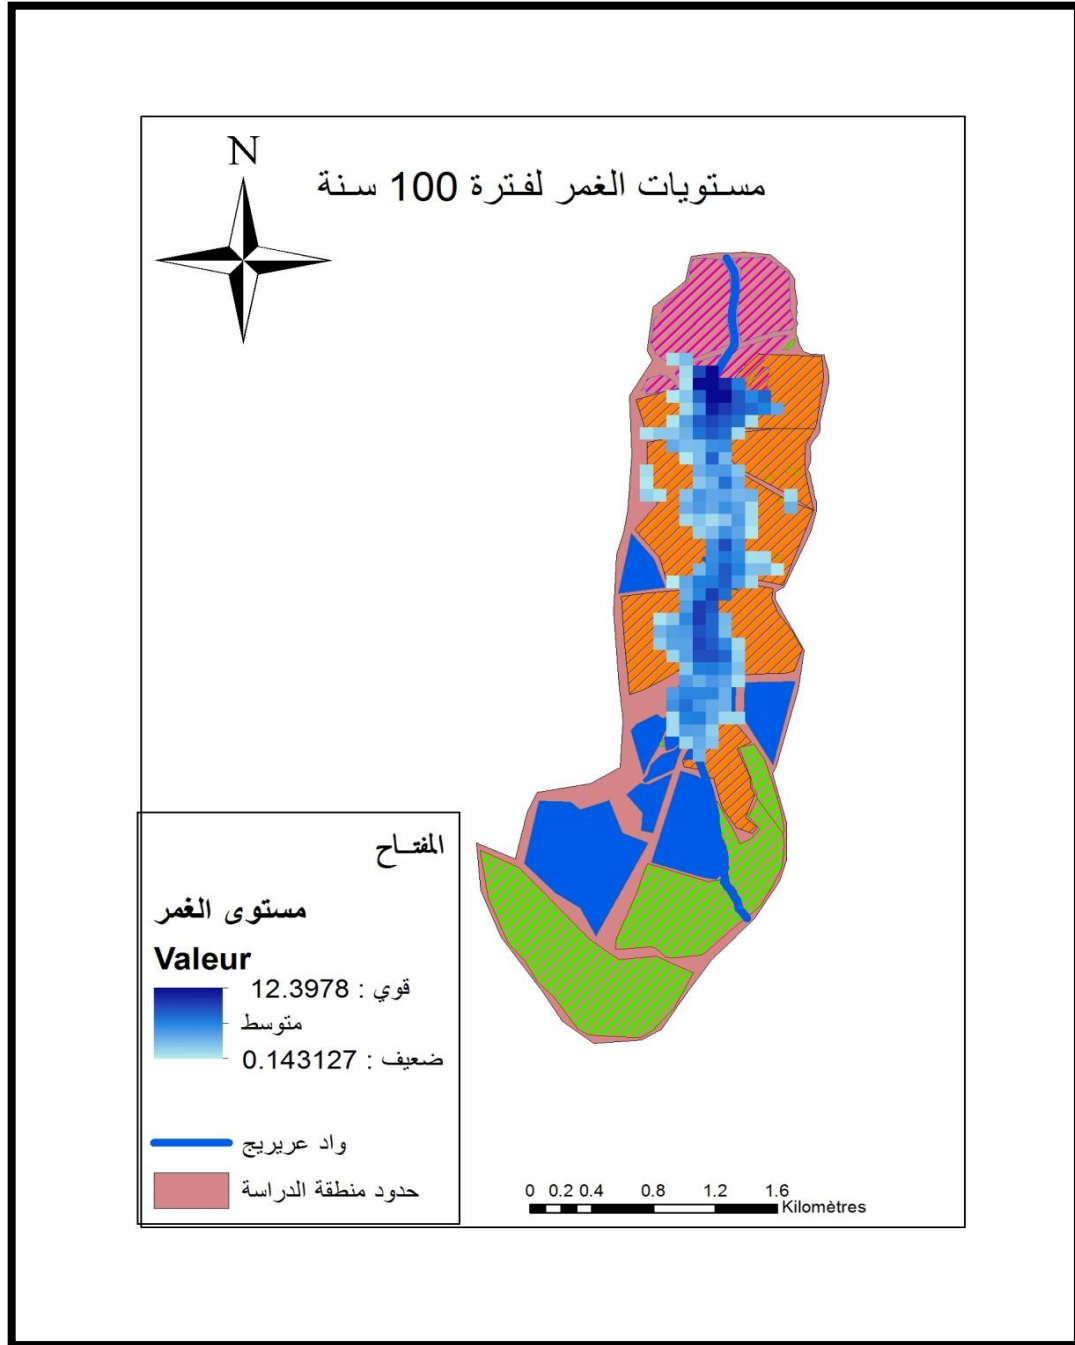 N
مستويات الغمر لفترة 100 سنة
المفتاح
مستوى الغمر
Valeur
قوي : 12.3978
متوسط
ضعيف : 0.143127
واد عريريج
حدود منطقة الدراسة
0 0.2 0.4 0.8 1.2 1.6
Kilomètres